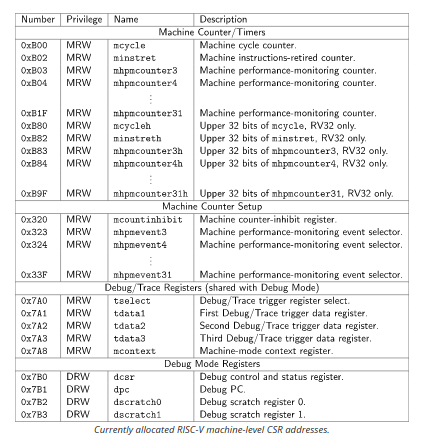 Number Privilege Name Description
Machine Counter/Timers
0xB00 MRW mcycle Machine cycle counter.
0xB02 MRW minstret Machine instructions-retired counter.
0xB03 MRW mhpmcounter3 Machine performance-monitoring counter.
0xB04 MRW mhpmcounter4 Machine performance-monitoring counter.
⋮
0xB1F MRW mhpmcounter31 Machine performance-monitoring counter.
0xB80 MRW mcycleh Upper 32 bits of mcycle, RV32 only.
0xB82 MRW minstreth Upper 32 bits of minstret, RV32 only.
0xB83 MRW mhpmcounter3h Upper 32 bits of mhpmcounter3, RV32 only.
0xB84 MRW mhpmcounter4h Upper 32 bits of mhpmcounter4, RV32 only.
⋮
0xB9F MRW mhpmcounter31h Upper 32 bits of mhpmcounter31, RV32 only.
Machine Counter Setup
0x320 MRW mcountinhibit Machine counter-inhibit register.
0x323 MRW mhpmevent3 Machine performance-monitoring event selector.
0x324 MRW mhpmevent4 Machine performance-monitoring event selector.
⋮
0x33F MRW mhpmevent31 Machine performance-monitoring event selector.
Debug/Trace Registers (shared with Debug Mode)
0x7A0 MRW tselect Debug/Trace trigger register select.
0x7A1 MRW tdata1 First Debug/Trace trigger data register.
0x7A2 MRW tdata2 Second Debug/Trace trigger data register.
0x7A3 MRW tdata3 Third Debug/Trace trigger data register.
0x7A8 MRW mcontext Machine-mode context register.
Debug Mode Registers
0x7B0 DRW dcsr Debug control and status register.
0x7B1 DRW dpc Debug PC.
0x7B2 DRW dscratch0 Debug scratch register 0.
0x7B3 DRW dscratch1 Debug scratch register 1.
Currently allocated RISC-V machine-level CSR addresses.